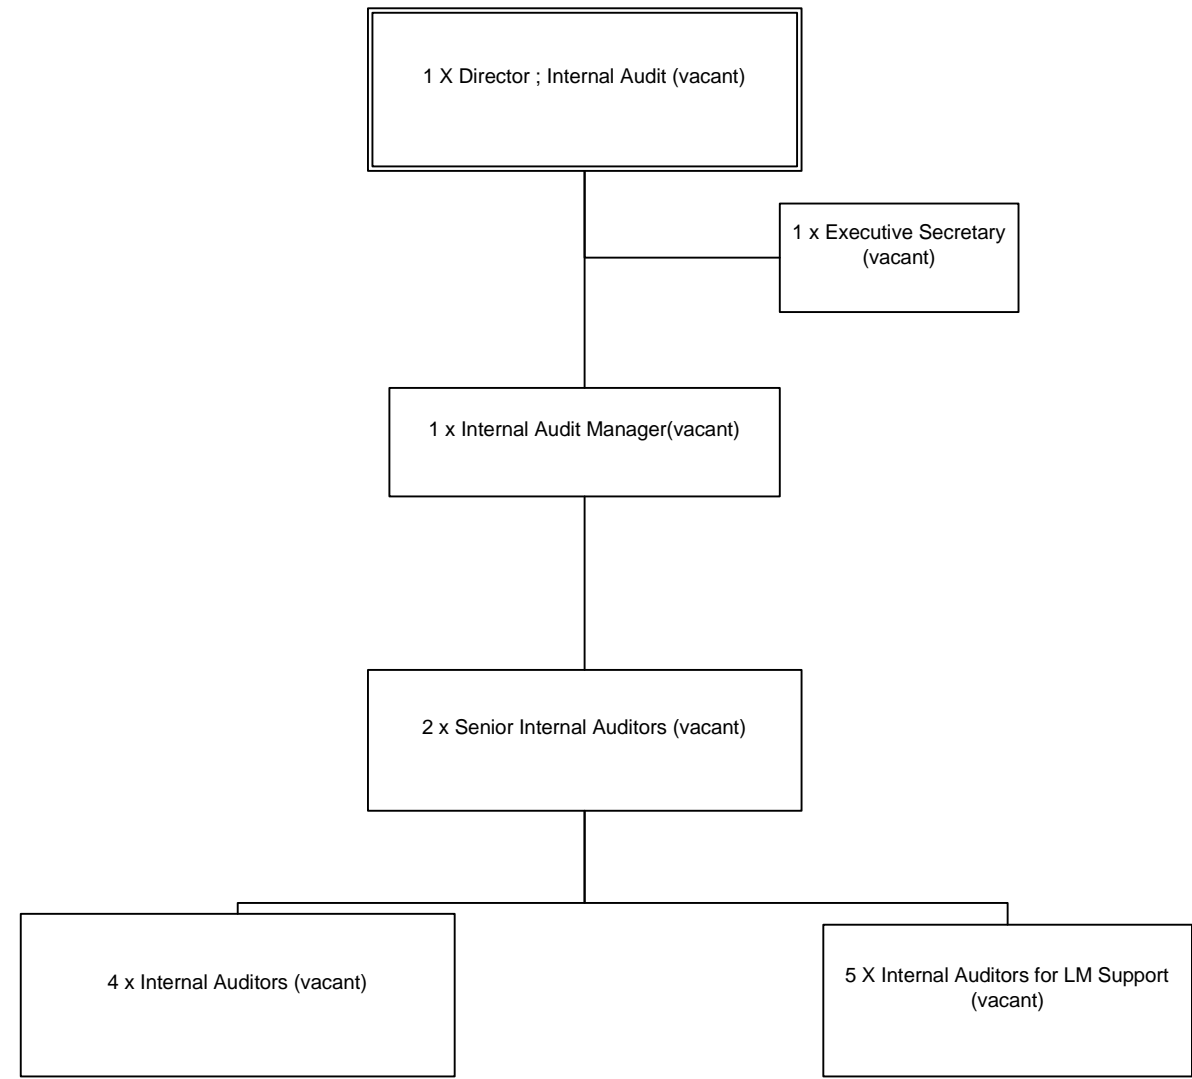 1 X Director ; Internal Audit (vacant)
1 x Executive Secretary
(vacant)
1 x Internal Audit Manager(vacant)
2 x Senior Internal Auditors (vacant)
4 x Internal Auditors (vacant)
5 X Internal Auditors for LM Support
(vacant)